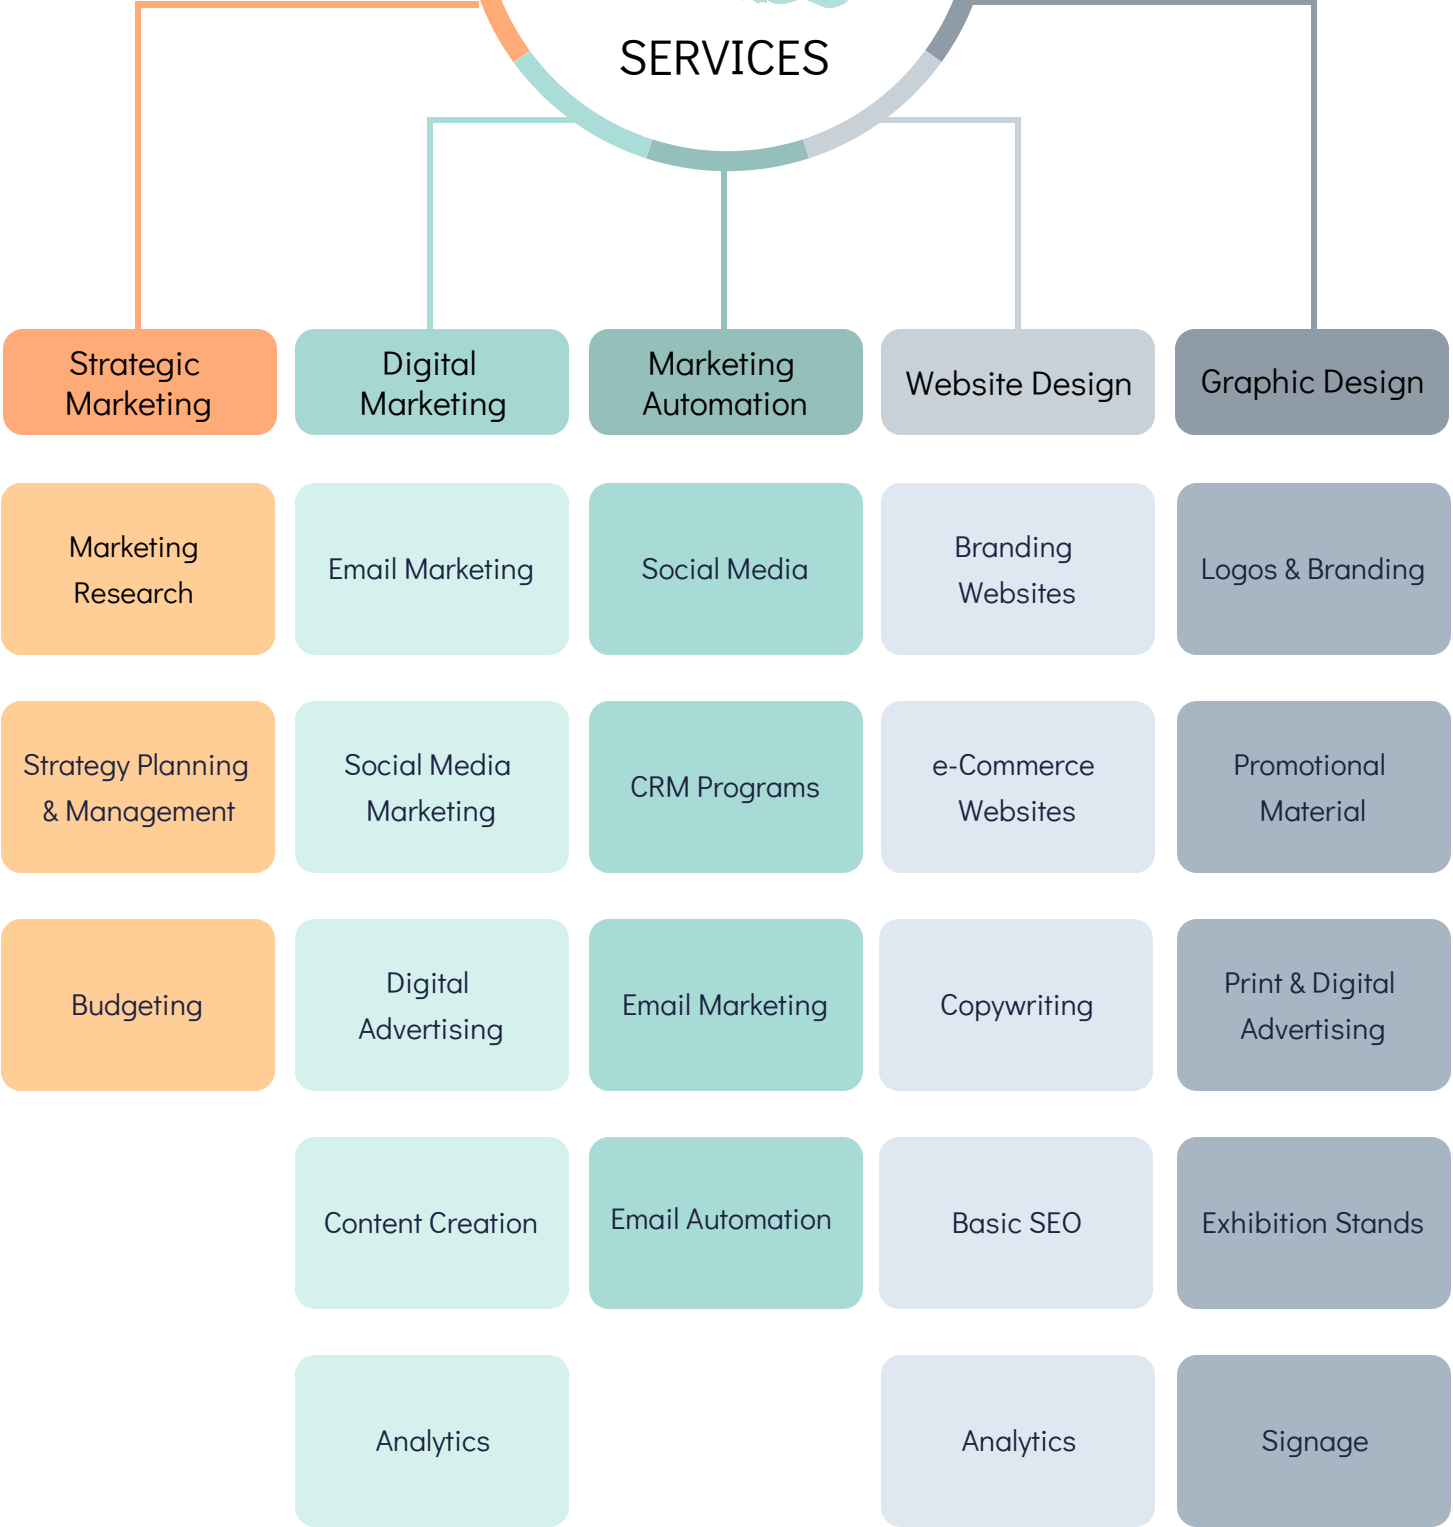 SERVICES
Strategic
Marketing
Digital
Marketing
Marketing
Automation
Website Design
Graphic Design
Marketing
Research
Email Marketing
Social Media
Branding
Websites
Logos & Branding
Strategy Planning
& Management
Social Media
Marketing
CRM Programs
e-Commerce
Websites
Promotional
Material
Budgeting
Digital
Advertising
Email Marketing
Copywriting
Print & Digital
Advertising
Content Creation
Email Automation
Basic SEO
Exhibition Stands
Analytics
Analytics
Signage